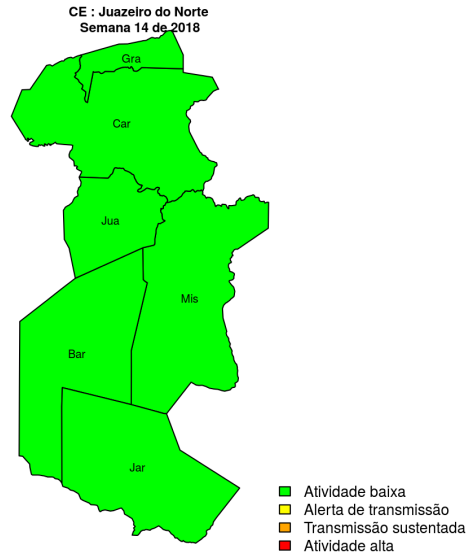 CE : Juazeiro do Norte
Semana 14 de 2018
Gra
Car
Jua
Mis
Bar
Jar
Atividade baixa
Alerta de transmissão
Transmissão sustentada
Atividade alta